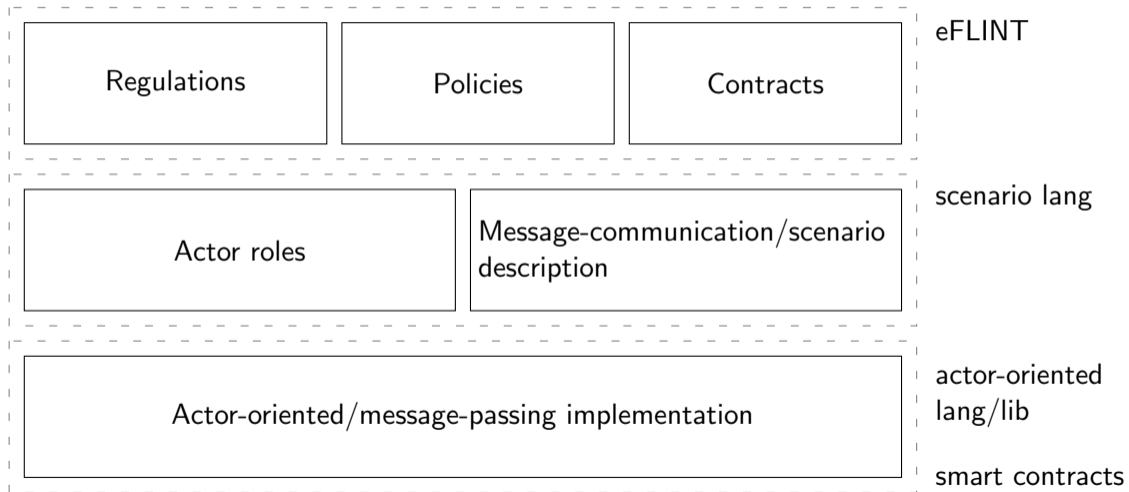 Regulations
Policies
Contracts
eFLINT
Actor roles
Message-communication/scenario
description
scenario lang
Actor-oriented/message-passing implementation
actor-oriented
lang/lib
smart contracts